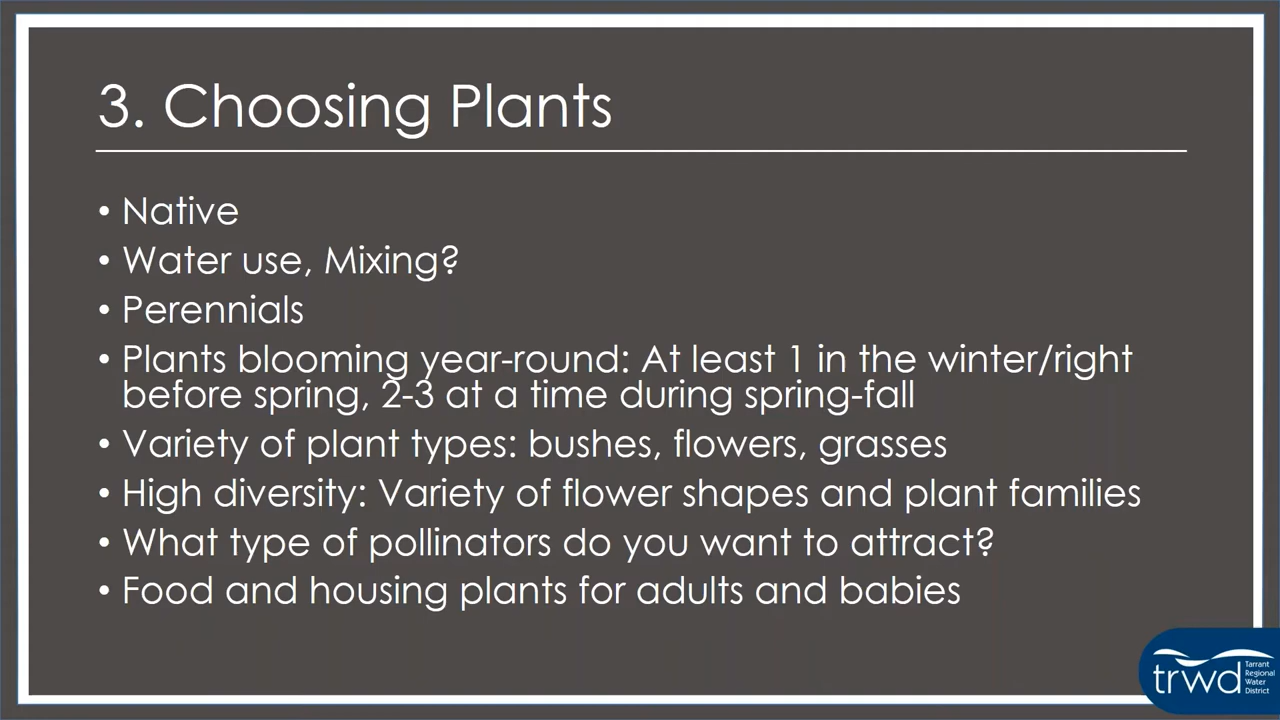 3. Choosing Plants
• Native
• Water use, Mixing?
• Perennials
• Plants blooming year-round: At least 1 in the winter/right
before spring, 2-3 at a time during spring-fall
• Variety of plant types: bushes, flowers, grasses
• High diversity: Variety of flower shapes and plant families
• What type of pollinators do you want to attract?
• Food and housing plants for adults and babies
trwd
Tarrant
Regional
Water
District